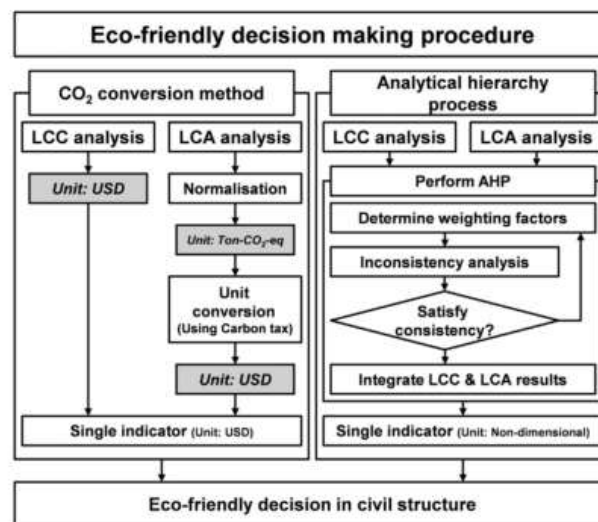 Eco-friendly decision making procedure
CO₂ conversion method
LCC analysis
LCA analysis
Unit: USD
Normalisation
Unit: Ton-CO₂-eq
Unit
conversion
(Using Carbon tax)
Unit: USD
Single indicator (Unit: USD)
Analytical hierarchy
process
LCC analysis
LCA analysis
Perform AHP
Determine weighting factors
Inconsistency analysis
Satisfy
consistency?
Integrate LCC & LCA results
Single indicator (Unit: Non-dimensional)
Eco-friendly decision in civil structure